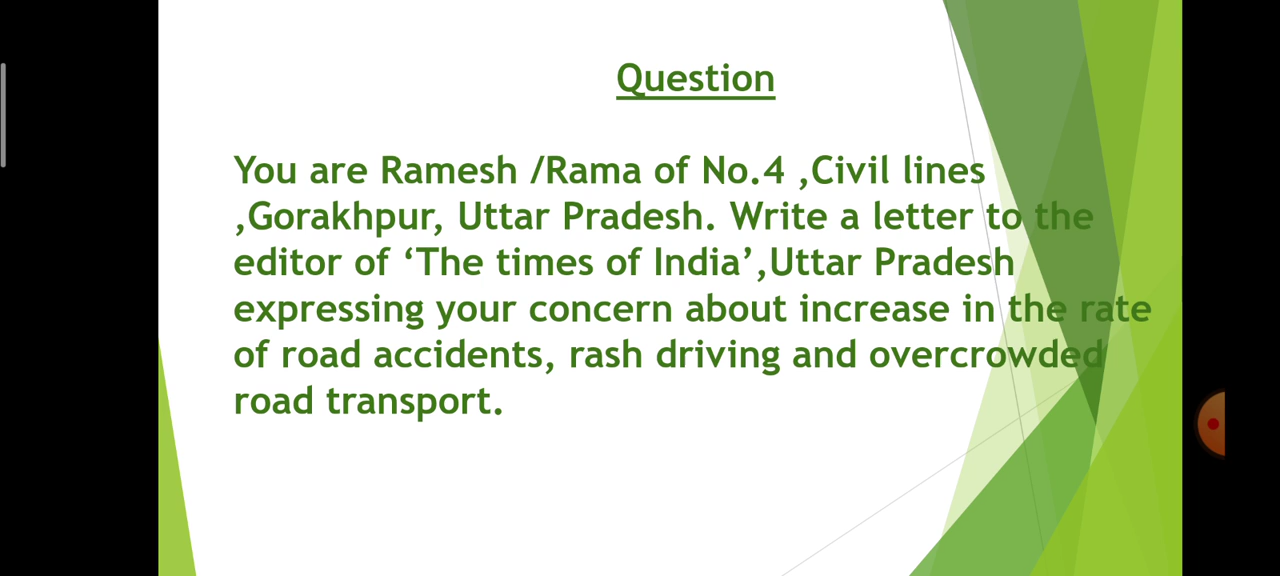 Question
You are Ramesh /Rama of No.4 ,Civil lines
,Gorakhpur, Uttar Pradesh. Write a letter to the
editor of ‘The times of India’,Uttar Pradesh
expressing your concern about increase in the rate
of road accidents, rash driving and overcrowded
road transport.